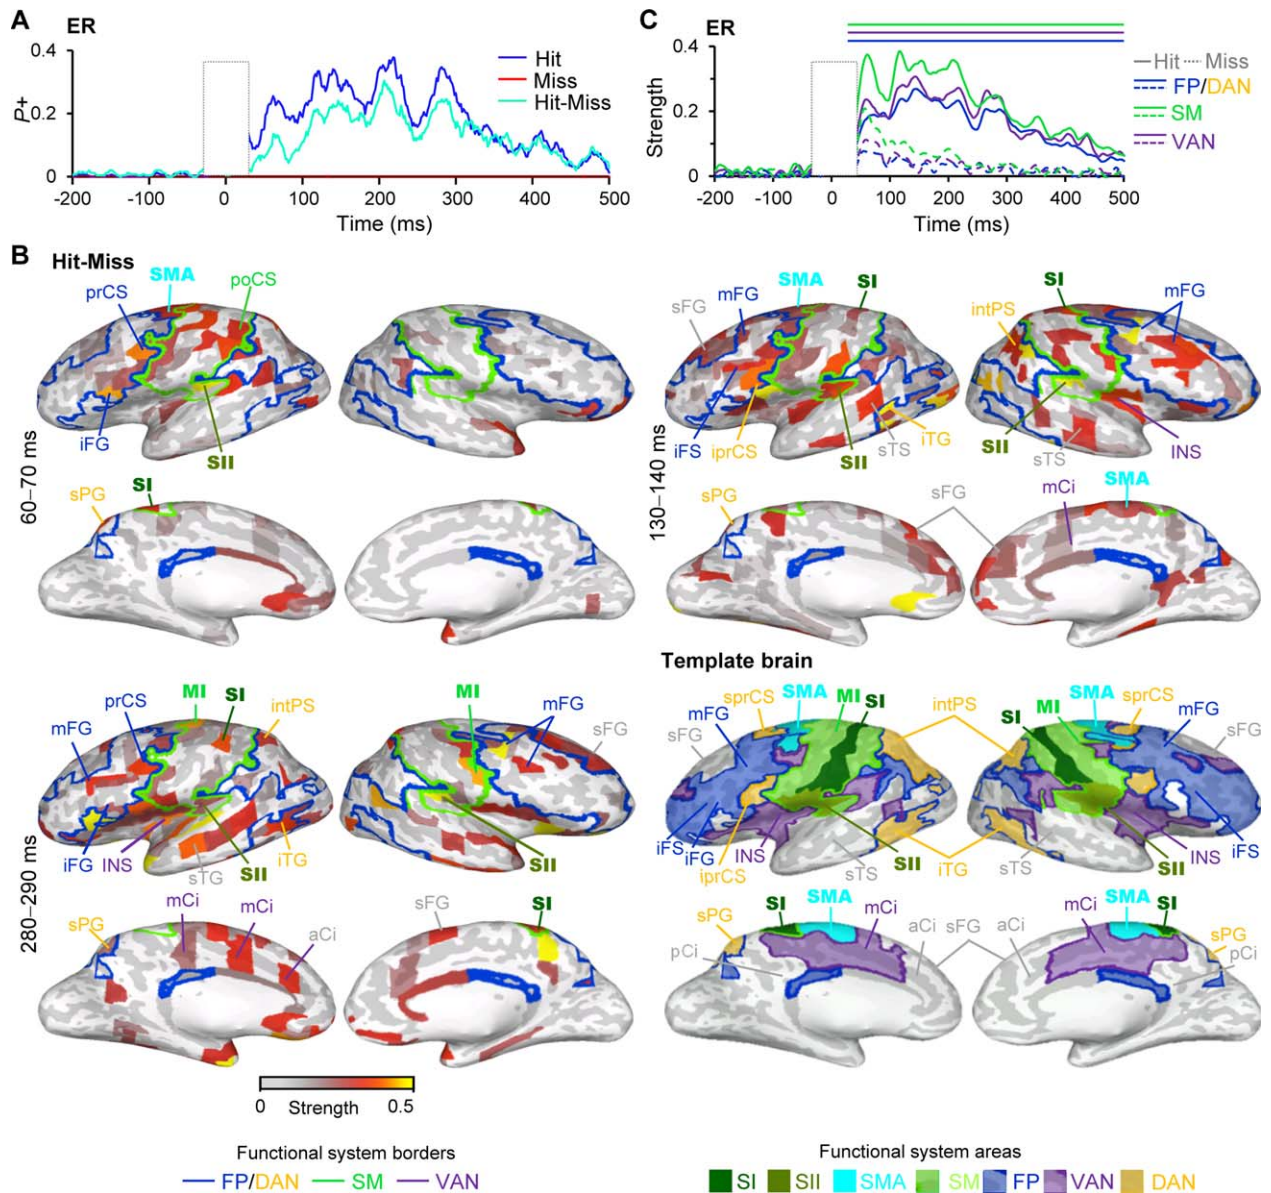 A ER
0.4
0.2
0
P+
-200 -100 0 100 200 300 400 500
Time (ms)
Hit
Miss
Hit-Miss
C ER
0.4
0.2
0
Strength
-200 -100 0 100 200 300 400 500
Time (ms)
Hit Miss
FP/DAN
SM
VAN
B Hit-Miss
60–70 ms
SMA
prCS poCS
iFG
SII
sPG SI
130–140 ms
SMA SI
mFG
sFG
iFS iprCS SII sTS iTG
SI
intPS mFG
SII sTS INS
sPG sFG mCi SMA
280–290 ms
MI SI
prCS intPS
mFG
iFG INS sTG SII iTG
MI mFG
sFG
SII
mCi mCi
sPG aCi
sFG SI
0 Strength 0.5
Functional system borders
FP/DAN SM VAN
Template brain
sprCS SMA MI SI intPS
mFG
sFG
iFS iFG iprCS INS sTS SII iTG
SI MI SMA sprCS mFG
sFG
sTS INS iFS
SI SMA mCi
sPG aCi sFG aCi
pCi
mCi SMA SI
sPG
pCi
Functional system areas
SI SII SMA SM FP VAN DAN